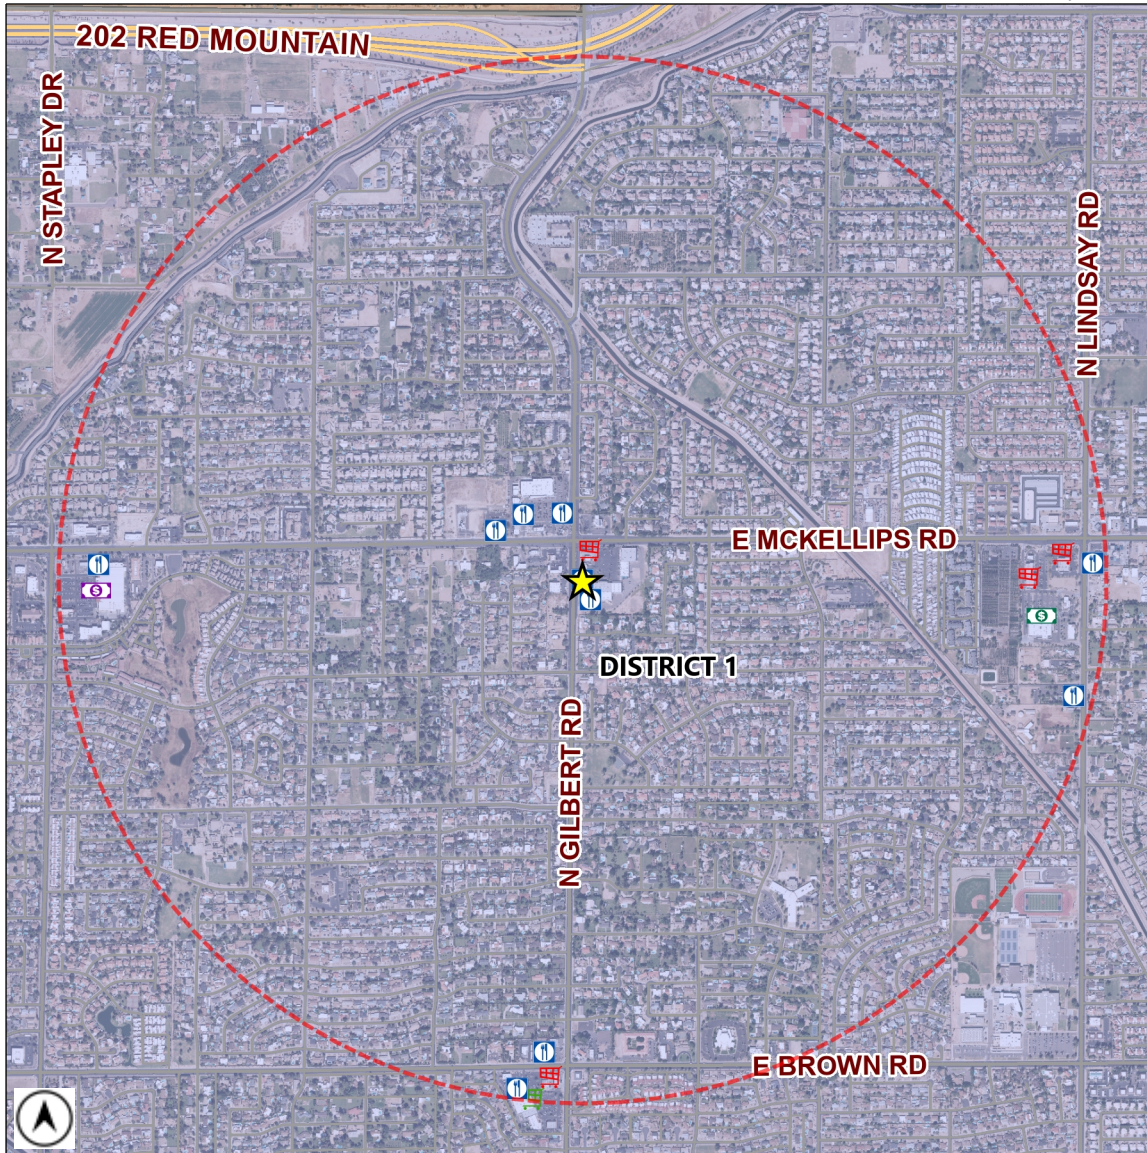 202 RED MOUNTAIN
N STAPLEY DR
N LINDSAY RD
E MCKELLIPS RD
$
$
DISTRICT 1
N GILBERT RD
E BROWN RD